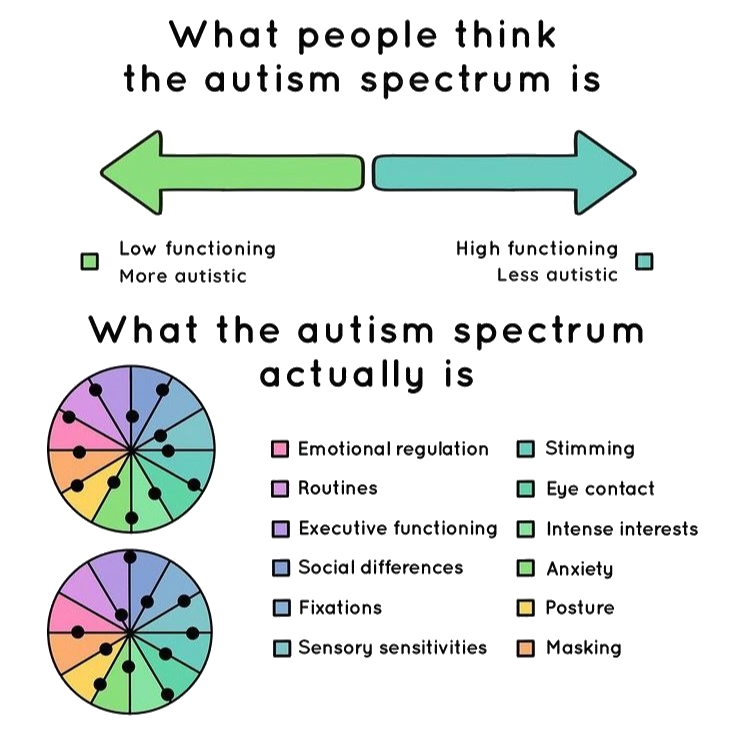 What people think
the autism spectrum is
Low functioning
More autistic
High functioning
Less autistic
What the autism spectrum
actually is
Emotional regulation
Routines
Executive functioning
Social differences
Fixations
Sensory sensitivities
Stimming
Eye contact
Intense interests
Anxiety
Posture
Masking